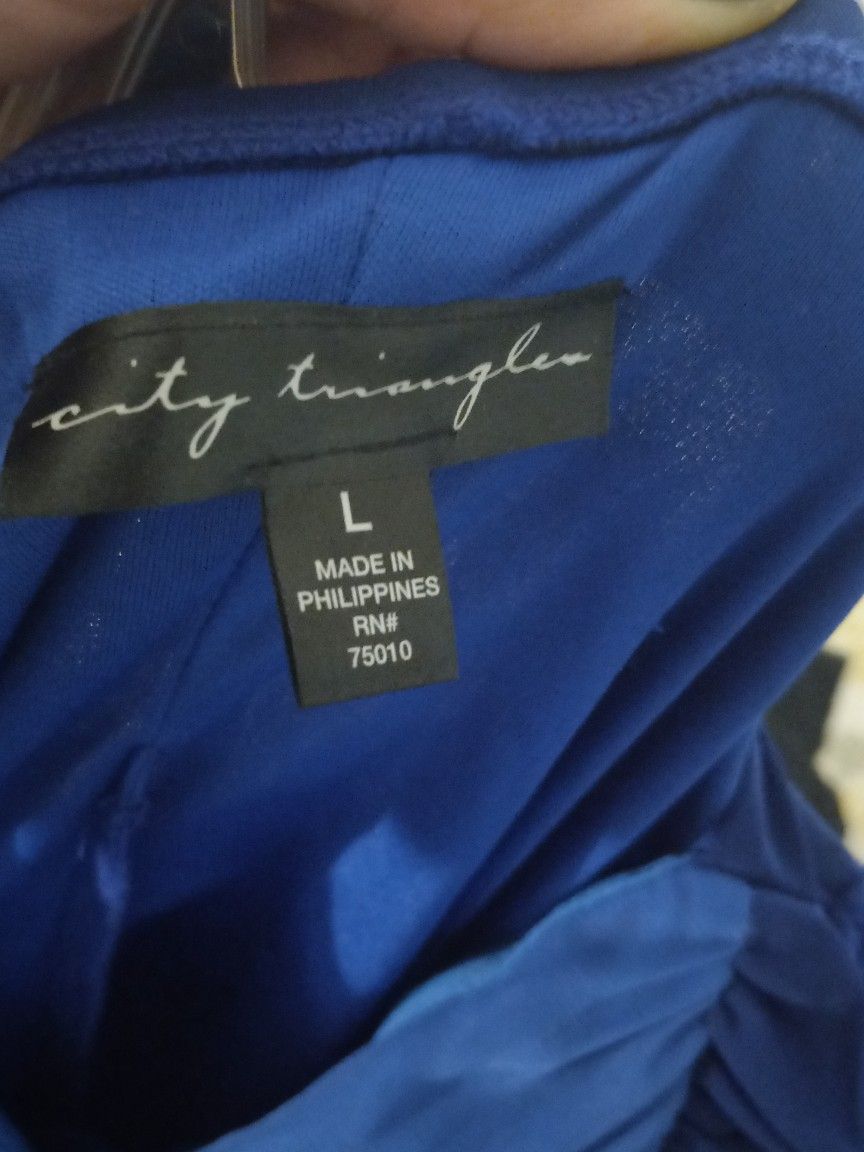 city triangles
L
MADE IN
PHILIPPINES
RN#
75010